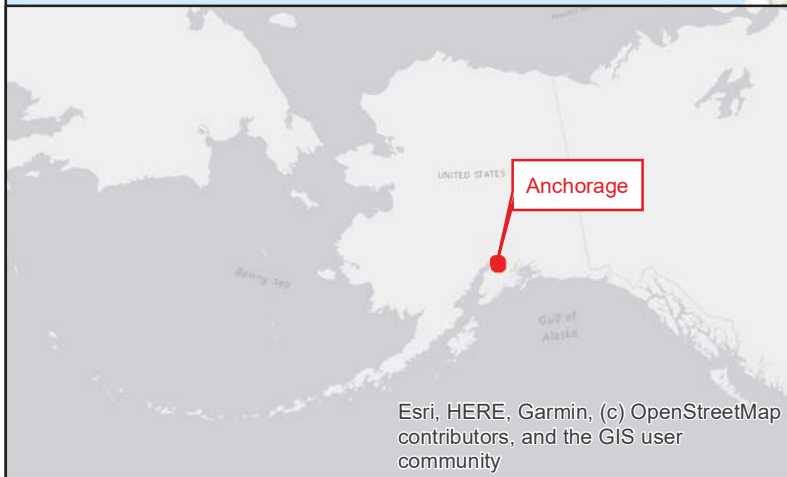 UNITED STATES
Anchorage
Bering Sea
Gulf of
Alaska
Esri, HERE, Garmin, (c) OpenStreetMap
contributors, and the GIS user
community